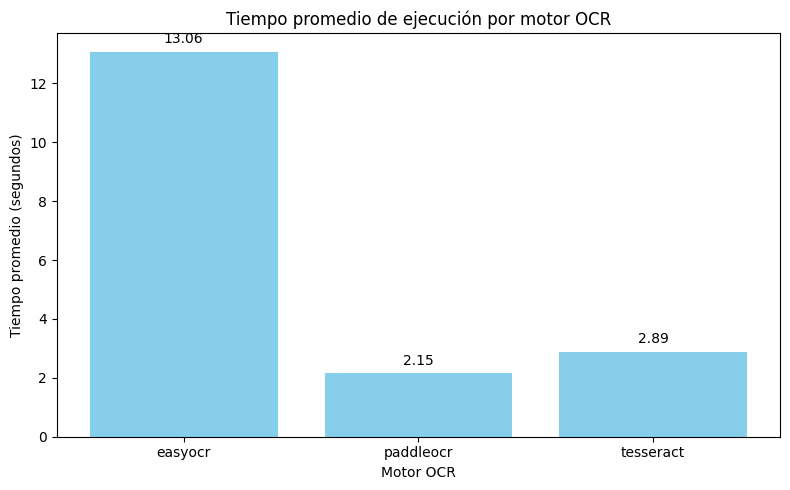 Tiempo promedio de ejecución por motor OCR
13.06
2.15
2.89
Tiempo promedio (segundos)
12
10
8
6
4
2
0
easyocr
paddleocr
tesseract
Motor OCR